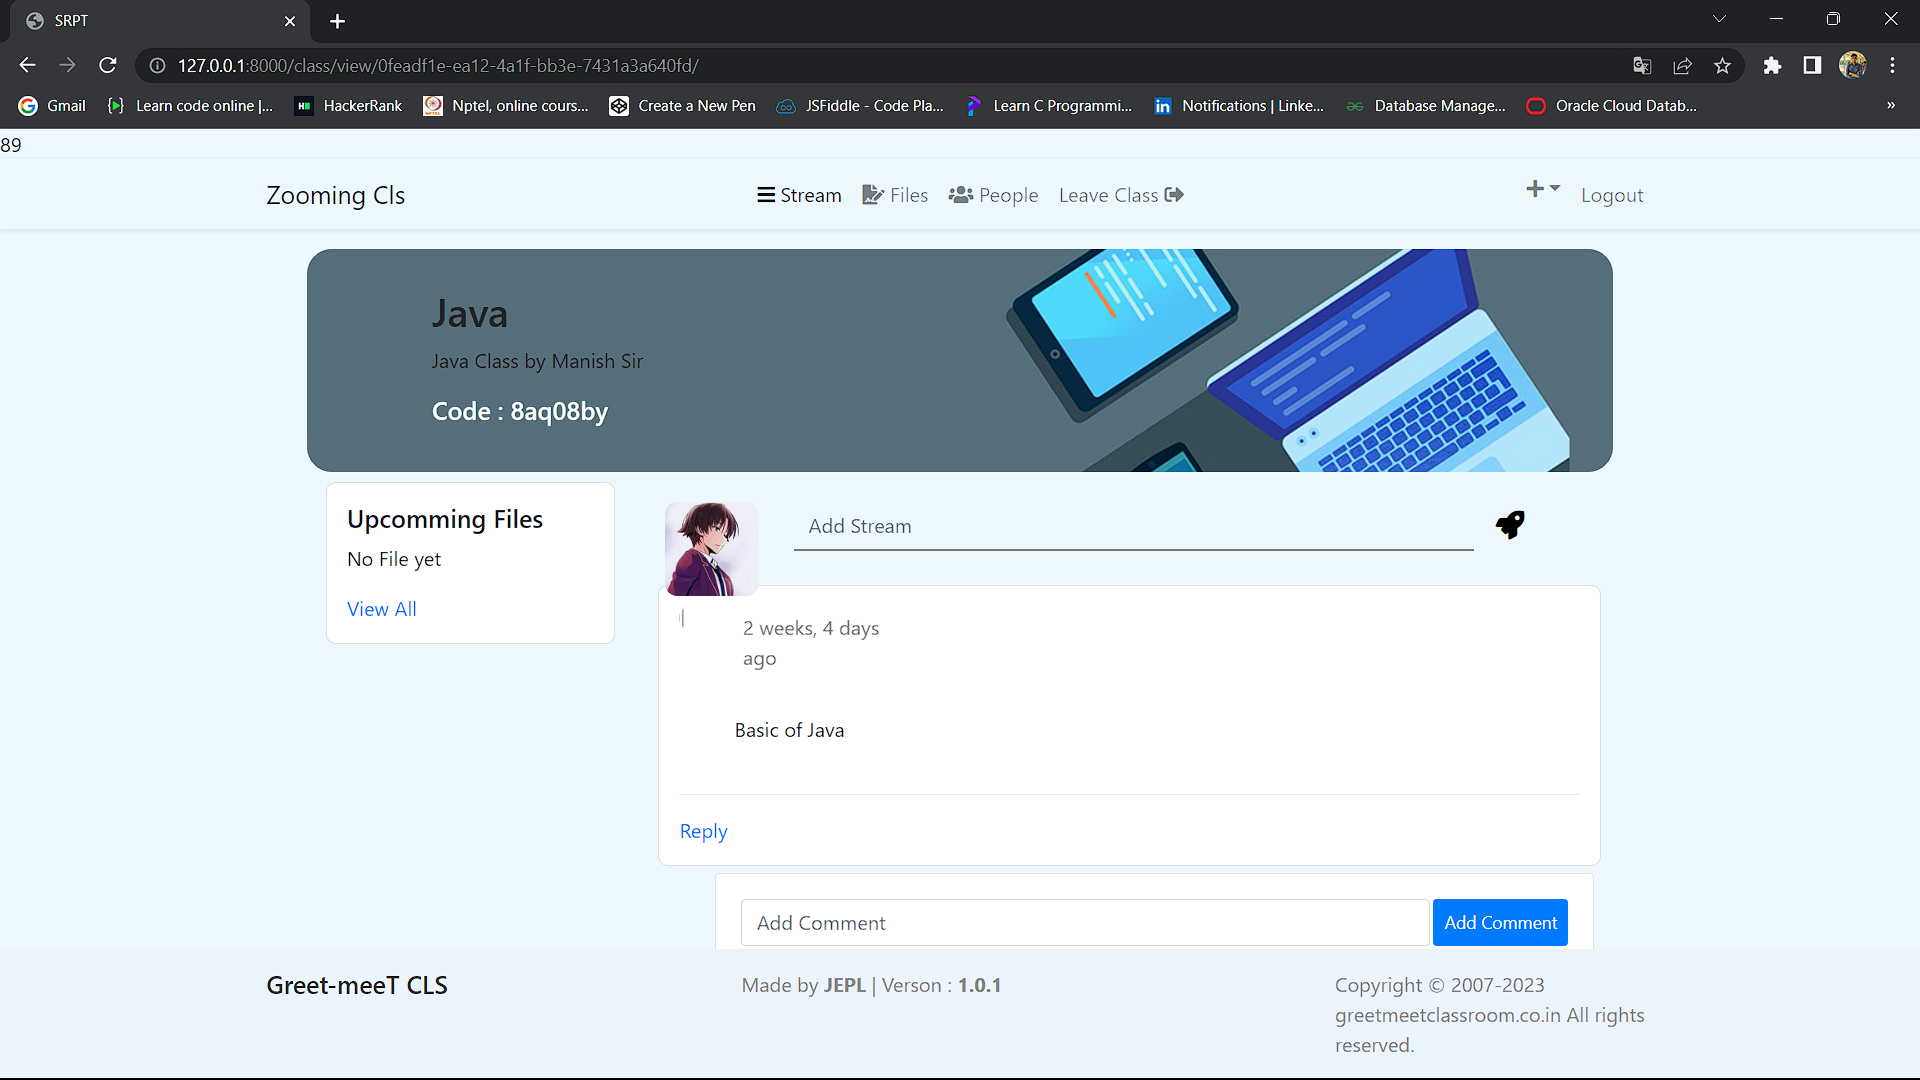 SRPT
127.0.0.1:8000/class/view/0feadf1e-ea12-4a1f-bb3e-7431a3a640fd/
Gmail Learn code online |... HackerRank Nptel, online cours... Create a New Pen JSFiddle - Code Pla... Learn C Programmi... Notifications | Linke... Database Manage... Oracle Cloud Datab... »
89
Zooming Cls Stream Files People Leave Class Logout
Java
Java Class by Manish Sir
Code : 8aq08by
Upcomming Files
No File yet
View All
Add Stream
2 weeks, 4 days
ago
Basic of Java
Reply
Add Comment Add Comment
Greet-meeT CLS
Made by JEPL | Verson : 1.0.1
Copyright © 2007-2023
greetmeetclassroom.co.in All rights
reserved.